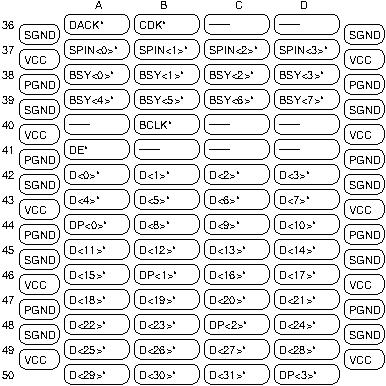 A B C D
36 DACK* CDK* — —
SGND SGND
37 SPIN<0>* SPIN<1>* SPIN<2>* SPIN<3>*
VCC VCC
38 BSY<0>* BSY<1>* BSY<2>* BSY<3>*
PGND PGND
39 BSY<4>* BSY<5>* BSY<6>* BSY<7>*
SGND SGND
40 — BCLK* — —
VCC VCC
41 DE* — — —
PGND PGND
42 D<0>* D<1>* D<2>* D<3>*
SGND SGND
43 D<4>* D<5>* D<6>* D<7>*
VCC VCC
44 DP<0>* D<8>* D<9>* D<10>*
PGND PGND
45 D<11>* D<12>* D<13>* D<14>*
SGND SGND
46 D<15>* DP<1>* D<16>* D<17>*
VCC VCC
47 D<18>* D<19>* D<20>* D<21>*
PGND PGND
48 D<22>* D<23>* DP<2>* D<24>*
SGND SGND
49 D<25>* D<26>* D<27>* D<28>*
VCC VCC
50 D<29>* D<30>* D<31>* DP<3>*